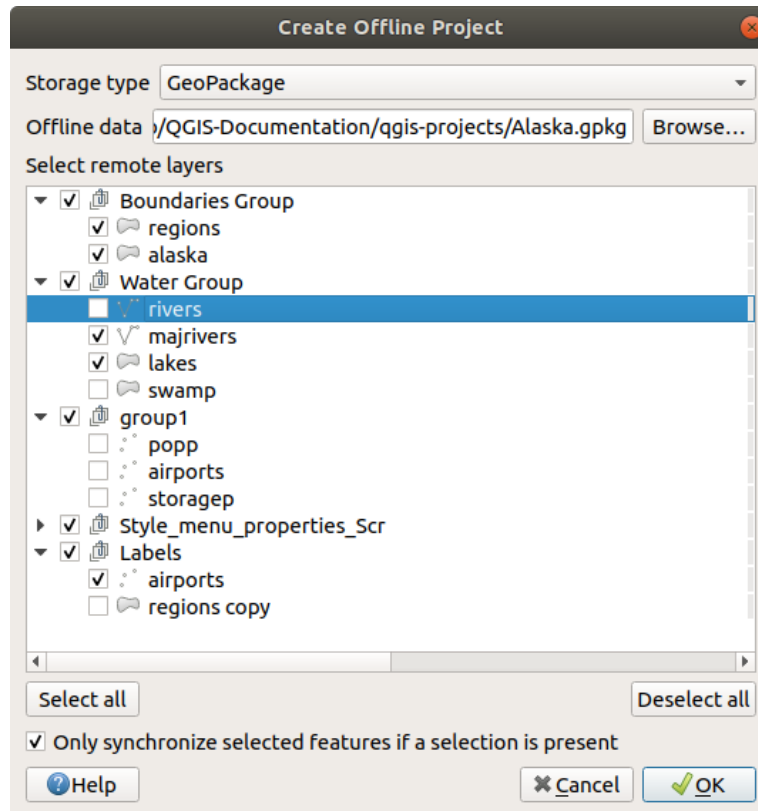 Create Offline Project
Storage type GeoPackage
Offline data )/QGIS-Documentation/qgis-projects/Alaska.gpkg Browse...
Select remote layers
Boundaries Group
regions
alaska
Water Group
rivers
majrivers
lakes
swamp
group1
popp
airports
storagep
Style_menu_properties_Scr
Labels
airports
regions copy
Select all Deselect all
Only synchronize selected features if a selection is present
Help Cancel OK